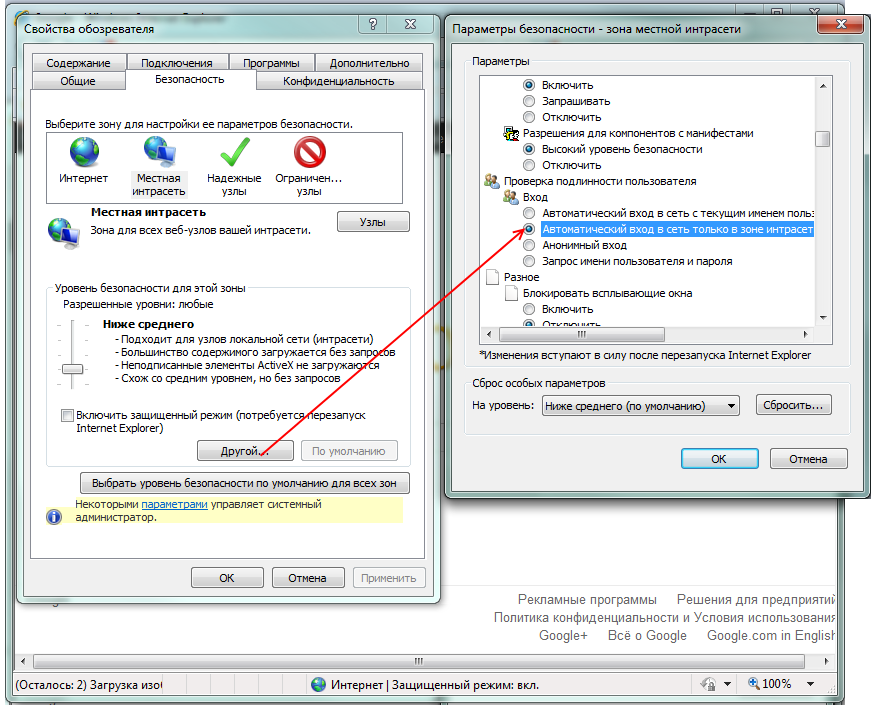 Свойства обозревателя
Содержание
Подключения
Программы
Дополнительно
Общие
Безопасность
Конфиденциальность
Выберите зону для настройки ее параметров безопасности.
Интернет
Местная интрасеть
Надежные узлы
Ограничен... узлы
Местная интрасеть
Зона для всех веб-узлов вашей интрасети.
Узлы
Уровень безопасности для этой зоны
Разрешенные уровни: любые
Ниже среднего
- Подходит для узлов локальной сети (интрасети)
- Большинство содержимого загружается без запросов
- Неподписанные элементы ActiveX не загружаются
- Схож со средним уровнем, но без запросов
Включить защищенный режим (потребуется перезапуск
Internet Explorer)
Другой...
По умолчанию
Выбрать уровень безопасности по умолчанию для всех зон
Некоторыми параметрами управляет системный
администратор.
ОК
Отмена
Применить
Параметры безопасности - зона местной интрасети
Параметры
Включить
Запрашивать
Отключить
Разрешения для компонентов с манифестами
Высокий уровень безопасности
Отключить
Проверка подлинности пользователя
Вход
Автоматический вход в сеть с текущим именем польз
Автоматический вход в сеть только в зоне интрасет
Анонимный вход
Запрос имени пользователя и пароля
Разное
Блокировать всплывающие окна
Включить
Отключить
*Изменения вступают в силу после перезапуска Internet Explorer
Сброс особых параметров
На уровень:
Ниже среднего (по умолчанию)
Сбросить...
ОК
Отмена
Рекламные программы
Решения для предприятий
Политика конфиденциальности и Условия использования
Google+
Всё о Google
Google.com in English
(Осталось: 2) Загрузка изоб
Интернет | Защищенный режим: вкл.
100%